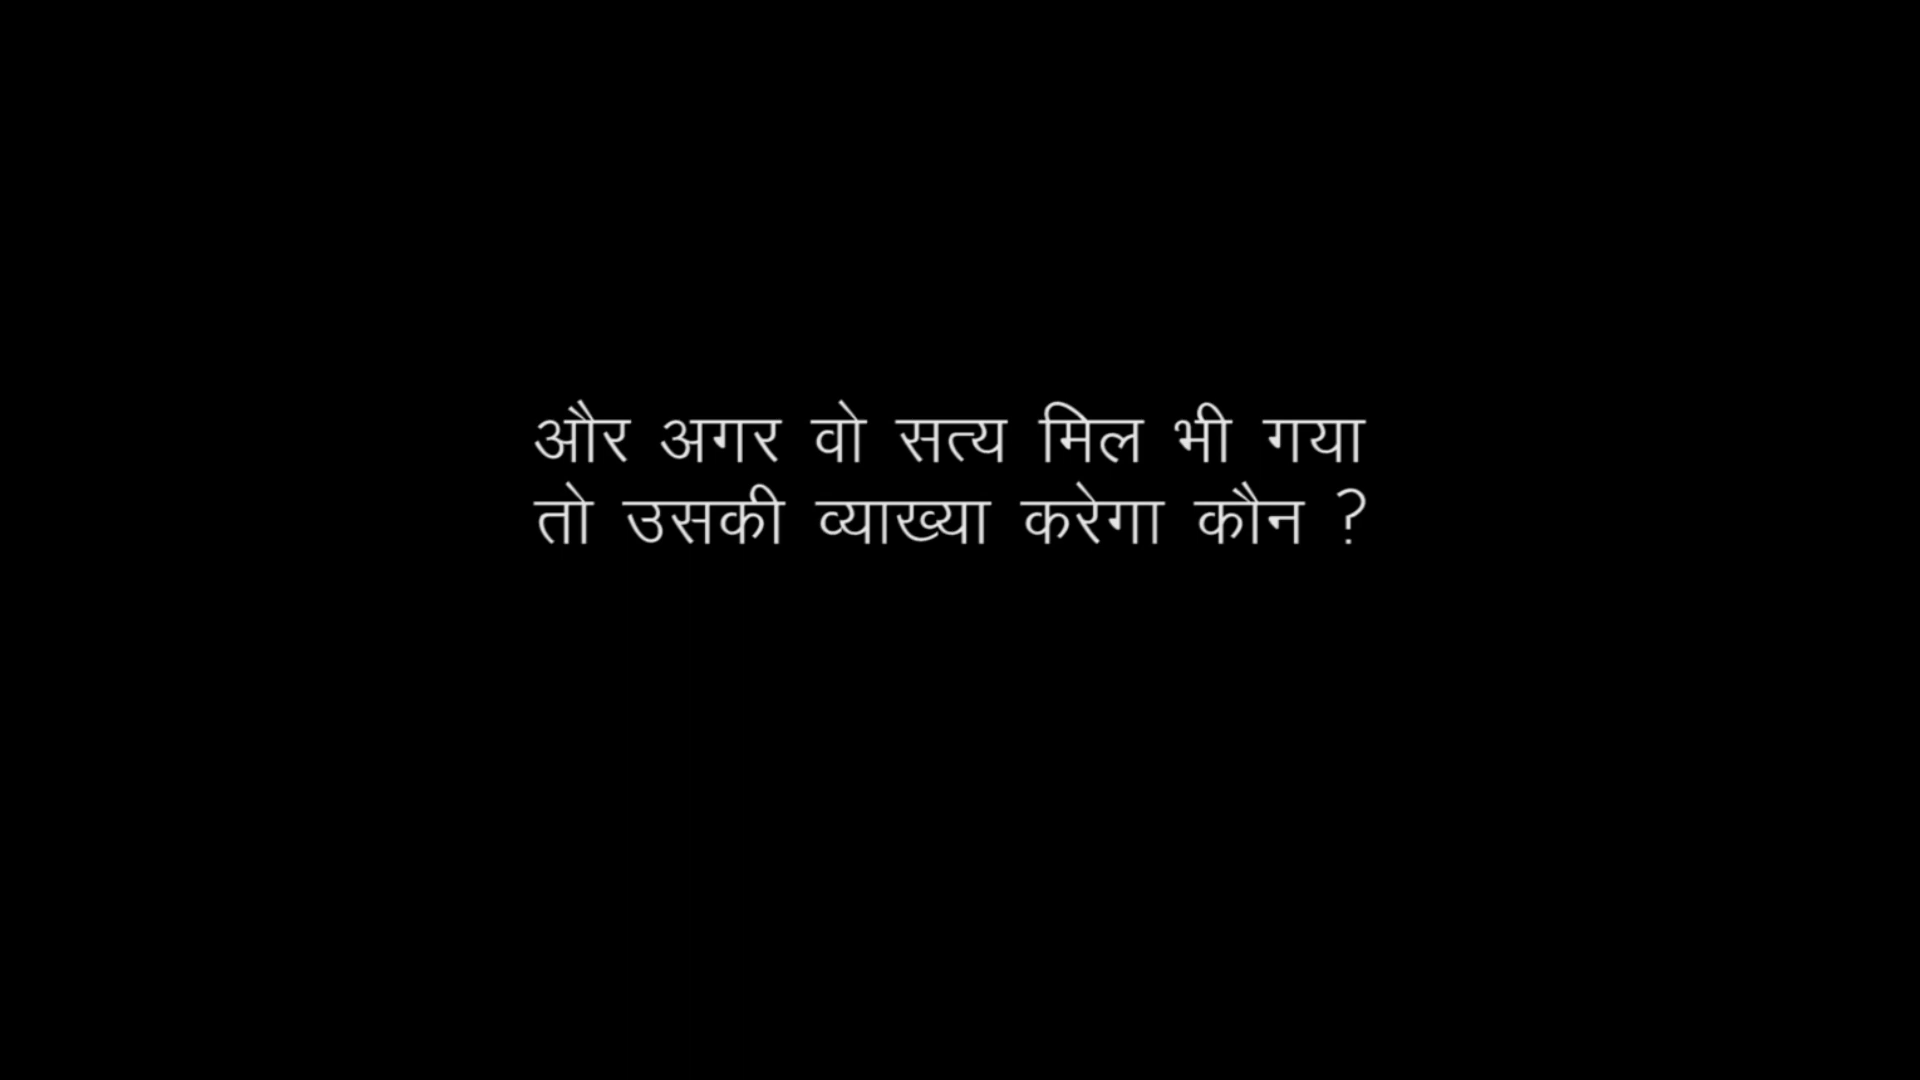 और अगर वो सत्य मिल भी गया
तो उसकी व्याख्या करेगा कौन ?